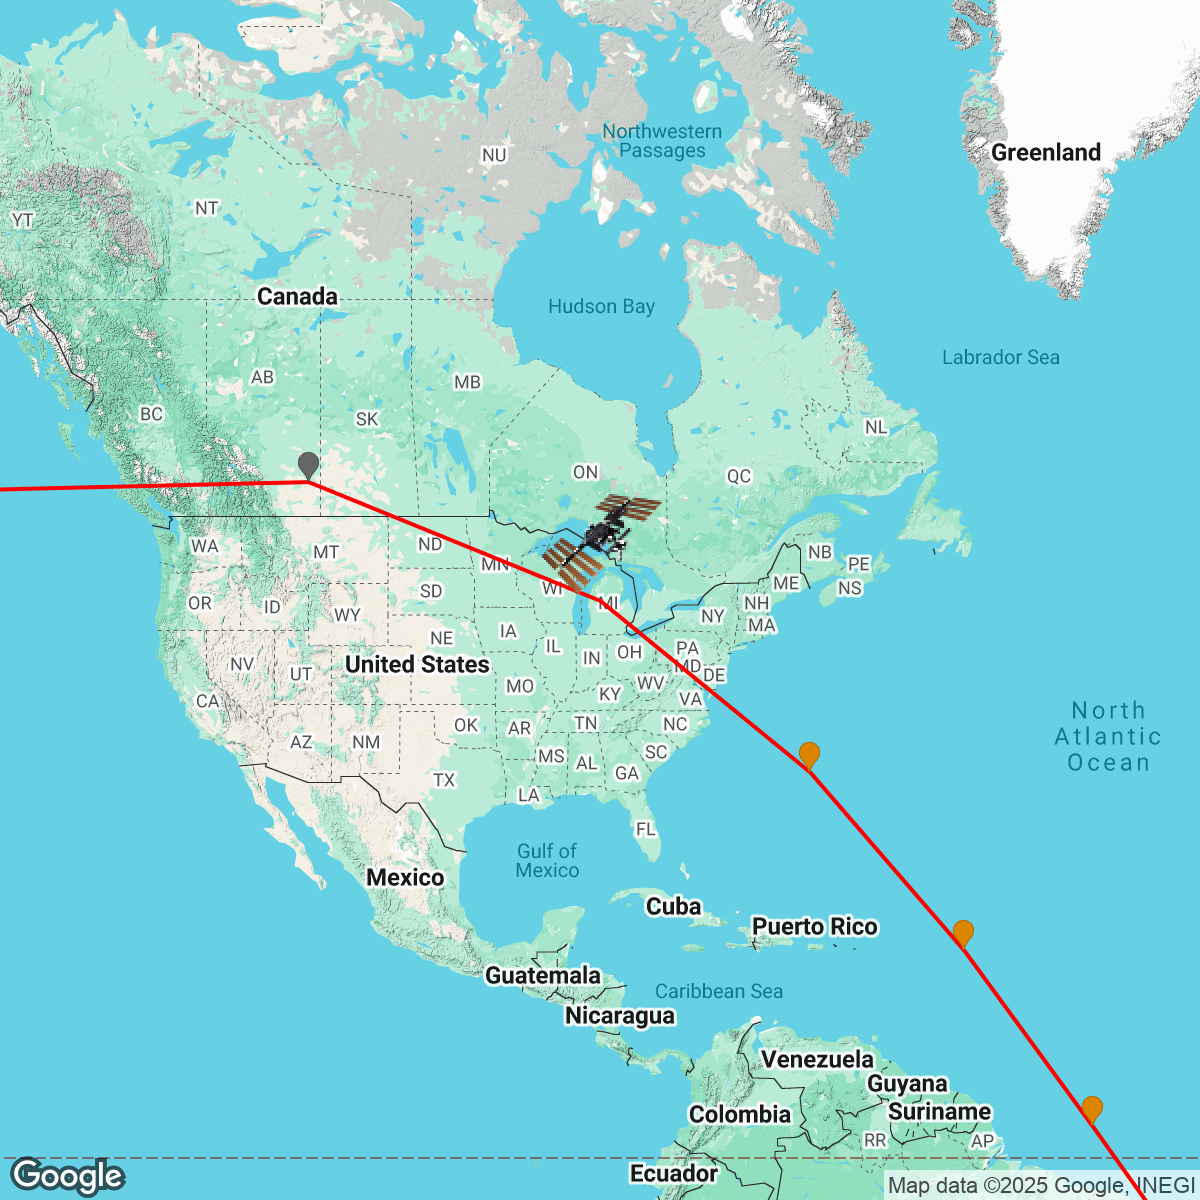 Northwestern
Passages
Greenland
NU
NT
YT
Canada
Hudson Bay
Labrador Sea
AB
MB
BC
SK
NL
ON
QC
WA
MT
ND
MN
NB
PE
NS
ME
OR
ID
WY
SD
WI
MI
NH
NY
MA
IA
NE
IL
IN
OH
PA
MD
DE
NV
UT
United States
CA
MO
KY
WV
VA
AZ
NM
OK
AR
TN
NC
MS
AL
SC
GA
TX
LA
FL
North
Atlantic
Ocean
Gulf of
Mexico
Mexico
Cuba
Puerto Rico
Guatemala
Caribbean Sea
Nicaragua
Venezuela
Guyana
Colombia
Suriname
RR
AP
Ecuador
Google
Map data ©2025 Google, INEGI